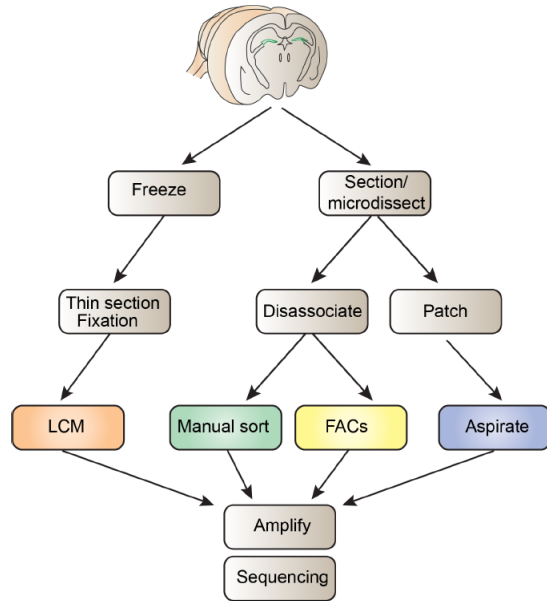 Freeze
Section/
microdissect
Thin section
Fixation
Disassociate
Patch
LCM
Manual sort
FACs
Aspirate
Amplify
Sequencing